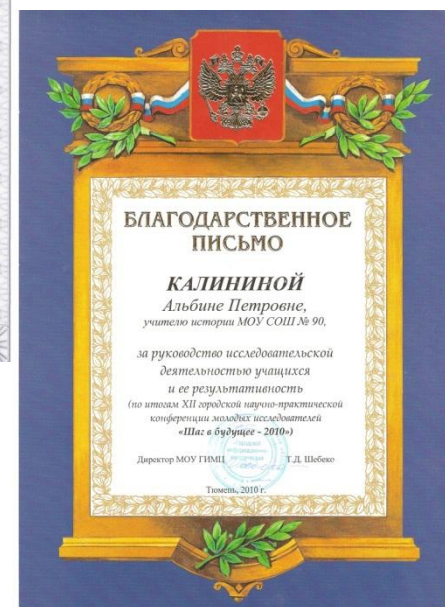 БЛАГОДАРСТВЕННОЕ
ПИСЬМО
КАЛИНИНОЙ
Альбине Петровне,
учителю истории МОУ СОШ № 90,
за руководство исследовательской
деятельностью учащихся
и ее результативность
(по итогам XII городской научно-практической
конференции молодых исследователей
«Шаг в будущее - 2010»)
Директор МОУ ГИМЦ Т.Д. Шебеко
Тюмень, 2010 г.